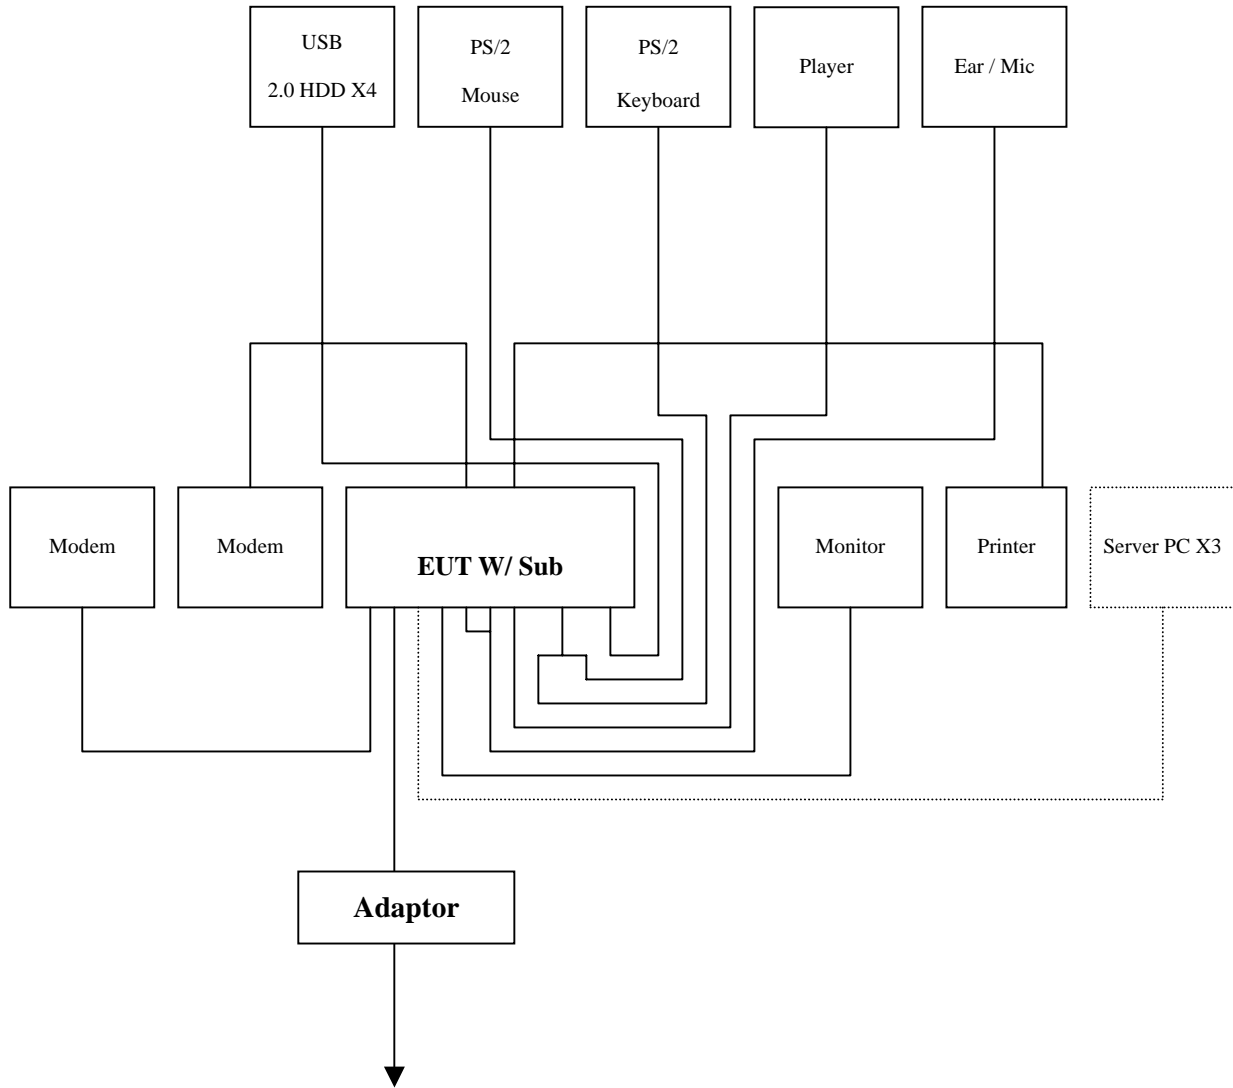 USB
2.0 HDD X4
PS/2
Mouse
PS/2
Keyboard
Player
Ear / Mic
Modem
Modem
EUT W/ Sub
Monitor
Printer
Server PC X3
Adaptor